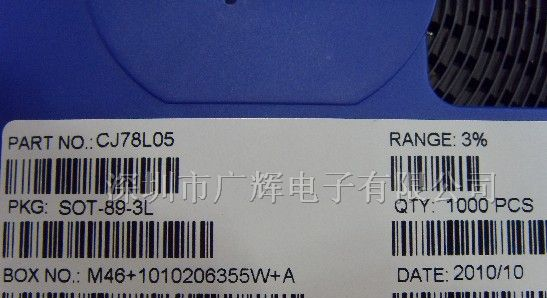 PART NO.: CJ78L05
RANGE: 3%
深圳市广辉电子有限公司
PKG: SOT-89-3L
QTY: 1000 PCS
BOX NO.: M46+1010206355W+A
DATE: 2010/10